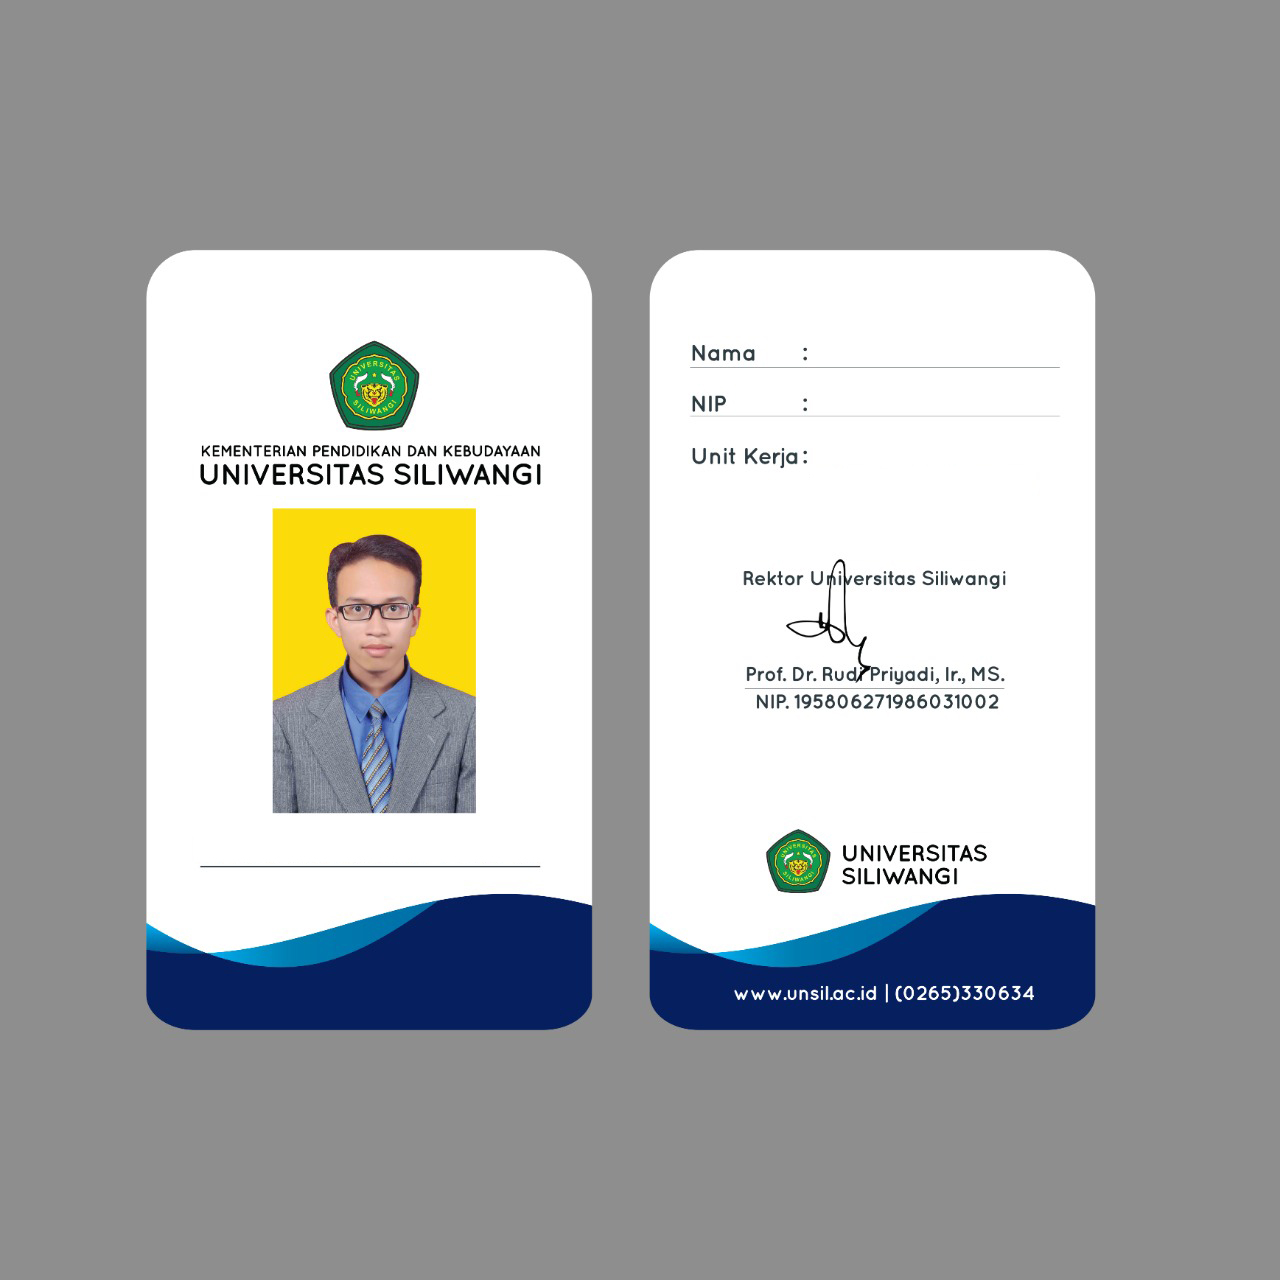 UNIVERSITAS
SILIWANGI
KEMENTERIAN PENDIDIKAN DAN KEBUDAYAAN
UNIVERSITAS SILIWANGI
Nama :
NIP :
Unit Kerja :
Rektor Universitas Siliwangi
Prof. Dr. Rudi Priyadi, Ir., MS.
NIP. 195806271986031002
UNIVERSITAS
SILIWANGI
UNIVERSITAS
SILIWANGI
www.unsil.ac.id | (0265)330634